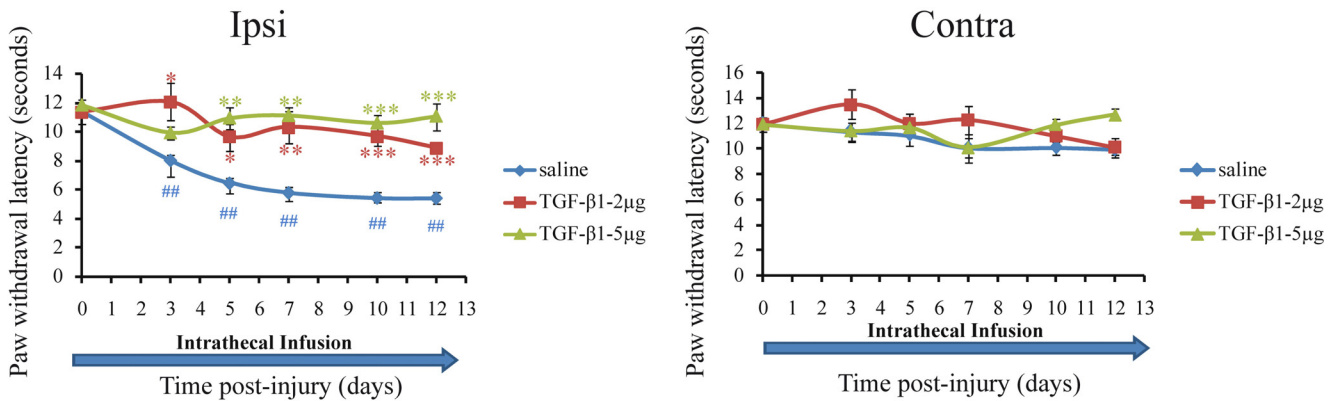 Ipsi
Paw withdrawal latency (seconds)
14
12
10
8
6
4
2
0
* ** ** *** ***
* ** *** ***
## ## ## ## ##
0 1 2 3 4 5 6 7 8 9 10 11 12 13
saline
TGF-β1-2µg
TGF-β1-5µg
Intrathecal Infusion
Time post-injury (days)
Contra
Paw withdrawal latency (seconds)
16
14
12
10
8
6
4
2
0
0 1 2 3 4 5 6 7 8 9 10 11 12 13
saline
TGF-β1-2µg
TGF-β1-5µg
Intrathecal Infusion
Time post-injury (days)